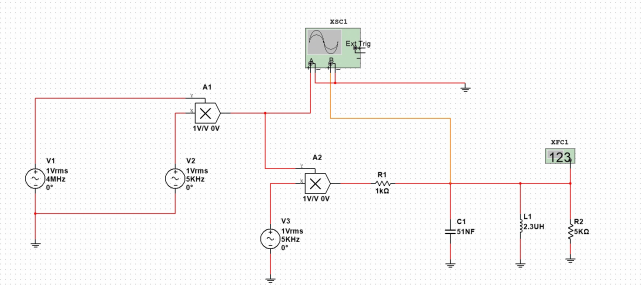 XSC1
Ext Trig
A B
A1
Y
X
1V/V 0V
V1
1Vrms
4MHz
0°
V2
1Vrms
5KHz
0°
A2
Y
X
1V/V 0V
R1
1kΩ
XFC1
123
V3
1Vrms
5KHz
0°
C1
51NF
L1
2.3UH
R2
5KΩ